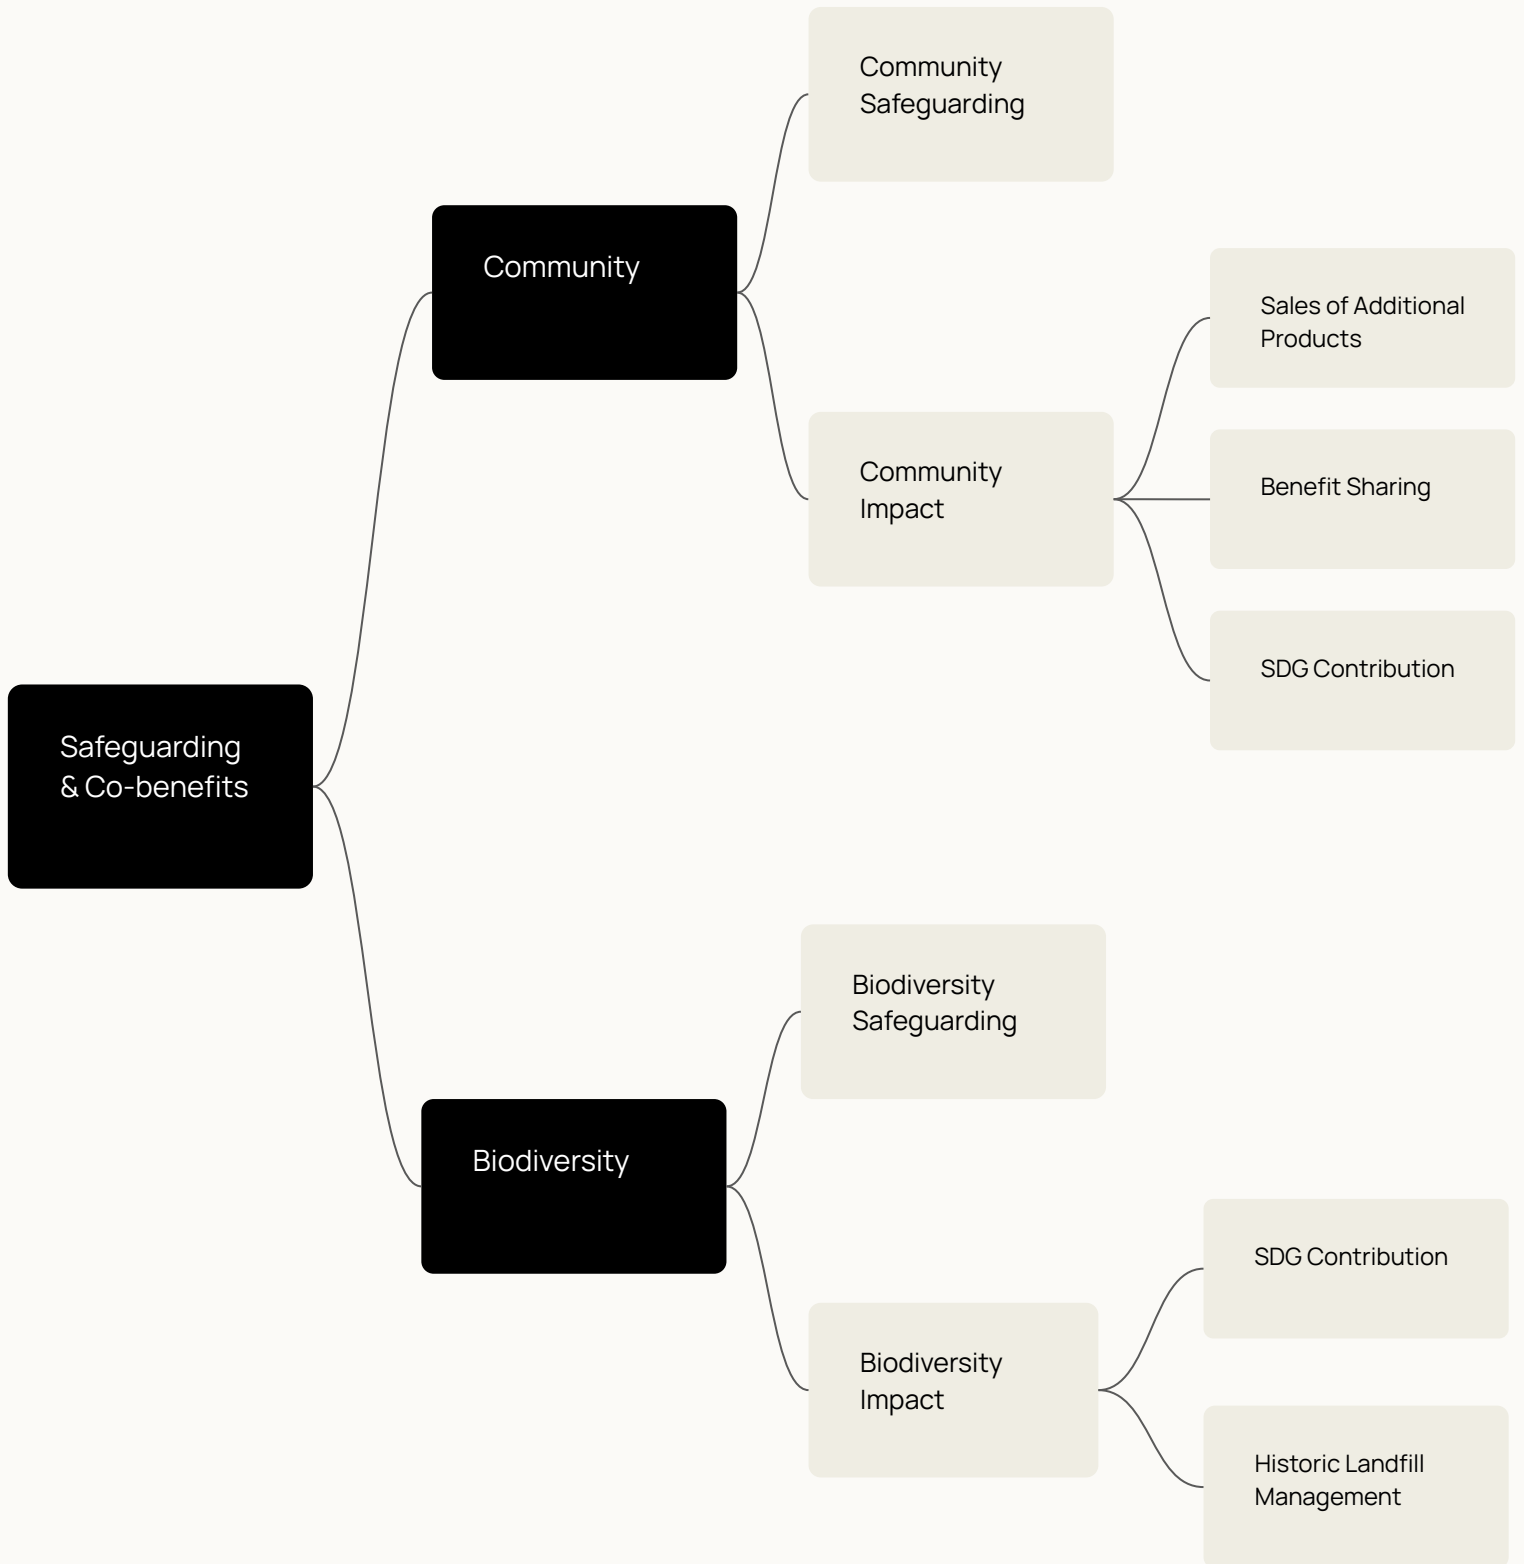 Community
Safeguarding
Community
Sales of Additional
Products
Community
Impact
Benefit Sharing
SDG Contribution
Safeguarding
& Co-benefits
Biodiversity
Safeguarding
Biodiversity
SDG Contribution
Biodiversity
Impact
Historic Landfill
Management